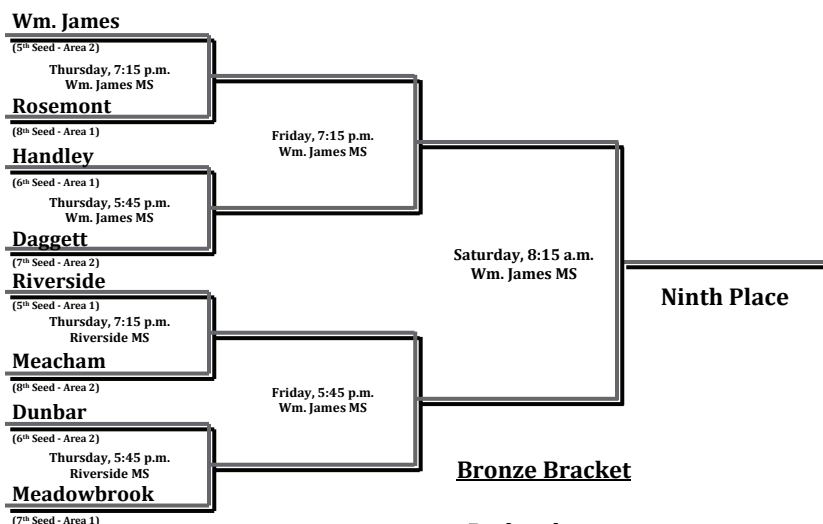 Wm. James
(5th Seed - Area 2)
Thursday, 7:15 p.m.
Wm. James MS
Rosemont
(8th Seed - Area 1)
Friday, 7:15 p.m.
Wm. James MS
Handley
(6th Seed - Area 1)
Thursday, 5:45 p.m.
Wm. James MS
Daggett
(7th Seed - Area 2)
Saturday, 8:15 a.m.
Wm. James MS
Ninth Place
Riverside
(5th Seed - Area 1)
Thursday, 7:15 p.m.
Riverside MS
Meacham
(8th Seed - Area 2)
Friday, 5:45 p.m.
Wm. James MS
Dunbar
(6th Seed - Area 2)
Thursday, 5:45 p.m.
Riverside MS
Meadowbrook
(7th Seed - Area 1)
Bronze Bracket